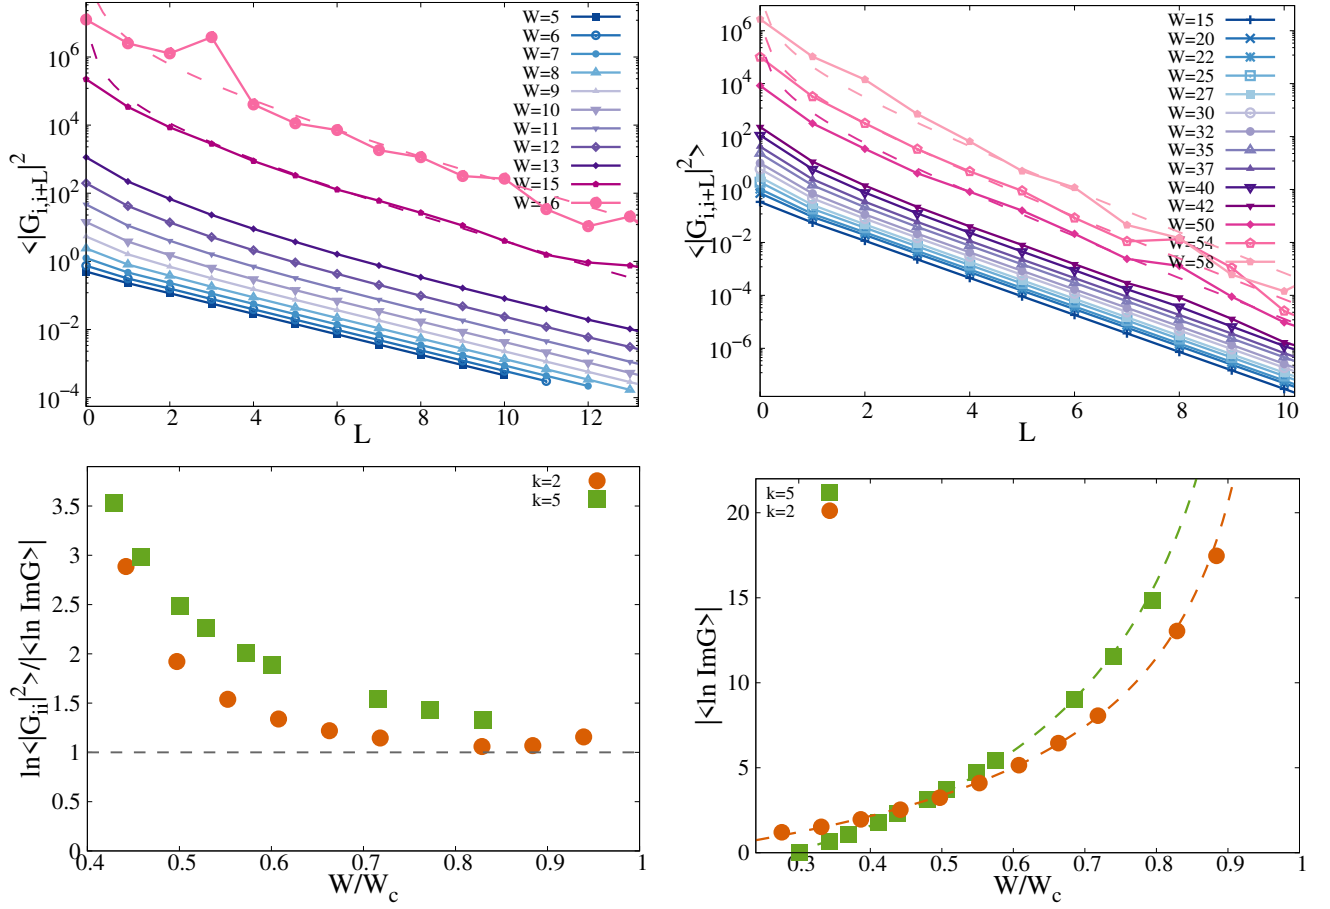 <|G_{i,i+L}|^2
10^6
10^4
10^2
10^0
10^{-2}
10^{-4}
0 2 4 6 8 10 12
L
W=5
W=6
W=7
W=8
W=9
W=10
W=11
W=12
W=13
W=15
W=16
<|G_{i,i+L}|^2>
10^6
10^4
10^2
10^0
10^{-2}
10^{-4}
10^{-6}
0 2 4 6 8 10
L
W=15
W=20
W=22
W=25
W=27
W=30
W=32
W=35
W=37
W=40
W=42
W=50
W=54
W=58
ln<|G_{ii}|^2>/|<ln ImG>|
3.5
3
2.5
2
1.5
1
0.5
0
0.4 0.5 0.6 0.7 0.8 0.9 1
W/W_c
k=2
k=5
|<ln ImG>|
20
15
10
5
0
0.3 0.4 0.5 0.6 0.7 0.8 0.9 1
W/W_c
k=5
k=2